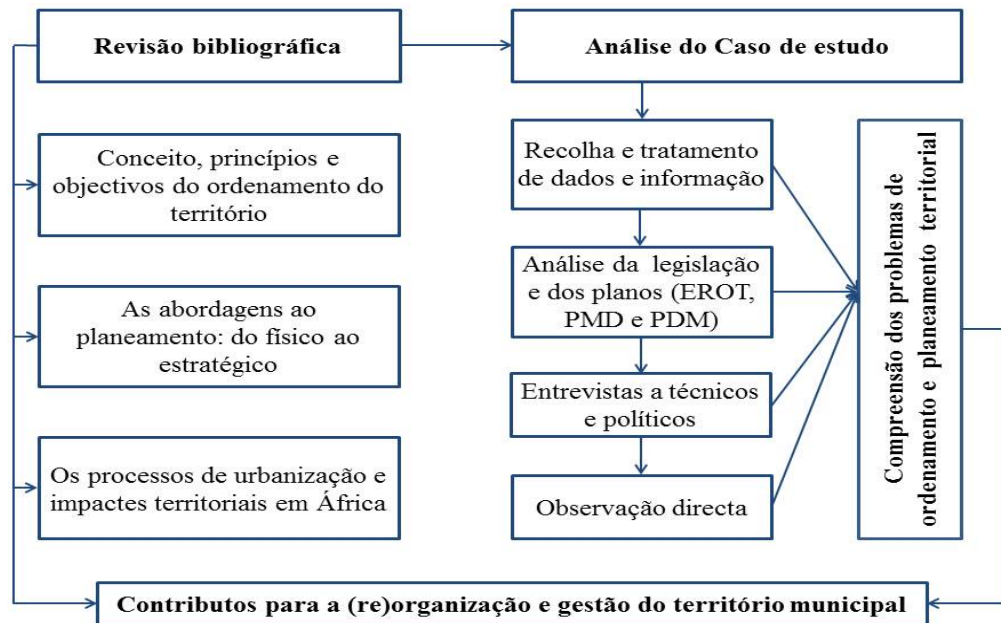 Revisão bibliográfica
Análise do Caso de estudo
Conceito, princípios e
objectivos do ordenamento do
território
As abordagens ao
planeamento: do físico ao
estratégico
Os processos de urbanização e
impactes territoriais em África
Recolha e tratamento
de dados e informação
Análise da legislação
e dos planos (EROT,
PMD e PDM)
Entrevistas a técnicos
e políticos
Observação directa
Compreensão dos problemas de
ordenamento e planeamento territorial
Contributos para a (re)organização e gestão do território municipal